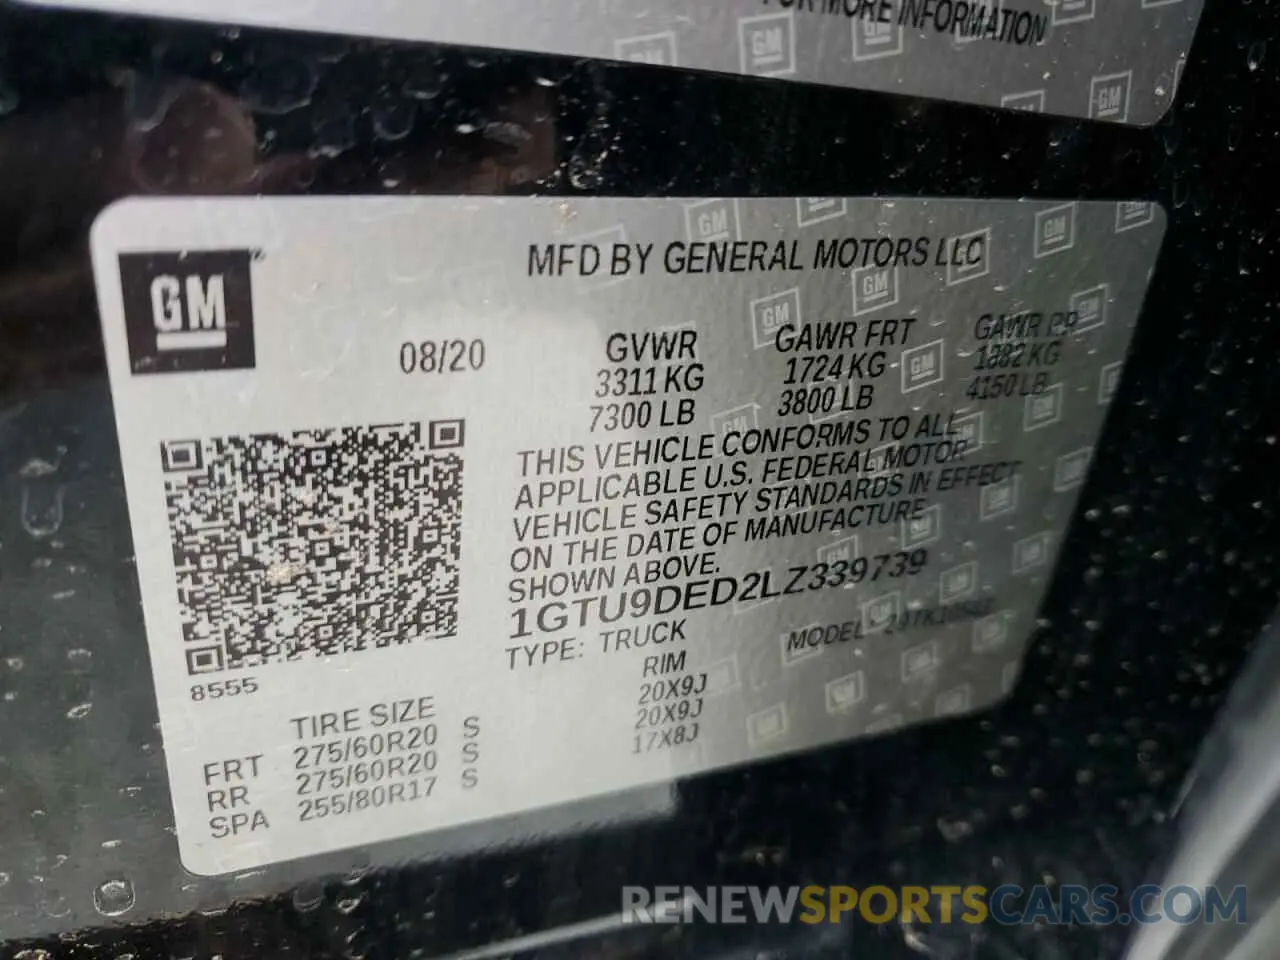 FOR MORE INFORMATION
GM
MFD BY GENERAL MOTORS LLC
08/20
GVWR GAWR FRT GAWR RR
3311 KG 1724 KG 1882 KG
7300 LB 3800 LB 4150 LB
THIS VEHICLE CONFORMS TO ALL
APPLICABLE U.S. FEDERAL MOTOR
VEHICLE SAFETY STANDARDS IN EFFECT
ON THE DATE OF MANUFACTURE
SHOWN ABOVE.
1GTU9DED2LZ339739
TYPE: TRUCK MODEL:
8555
TIRE SIZE RIM
FRT 275/60R20 S 20X9J
RR 275/60R20 S 20X9J
SPA 255/80R17 S 17X8J
RENEWSPORTSCARS.COM